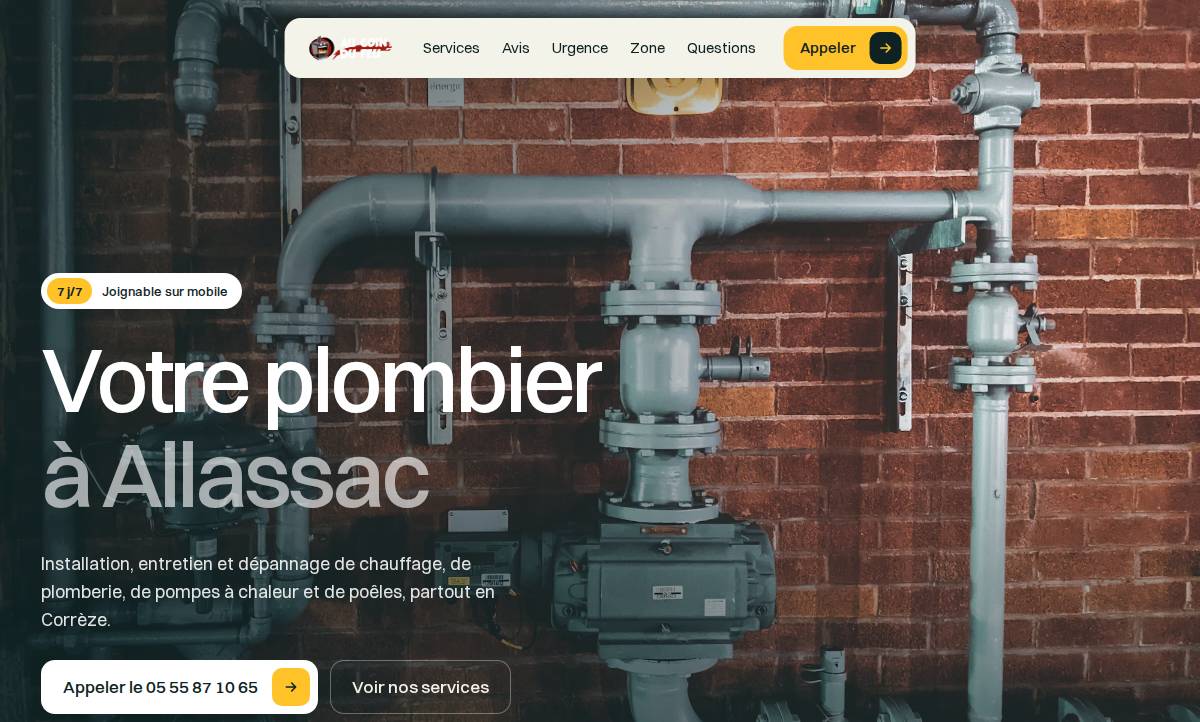 Services
Avis
Urgence
Zone
Questions
Appeler
énergir
7 j/7
Joignable sur mobile
Votre plombier
à Allassac
Installation, entretien et dépannage de chauffage, de
plomberie, de pompes à chaleur et de poêles, partout en
Corrèze.
Appeler le 05 55 87 10 65
Voir nos services